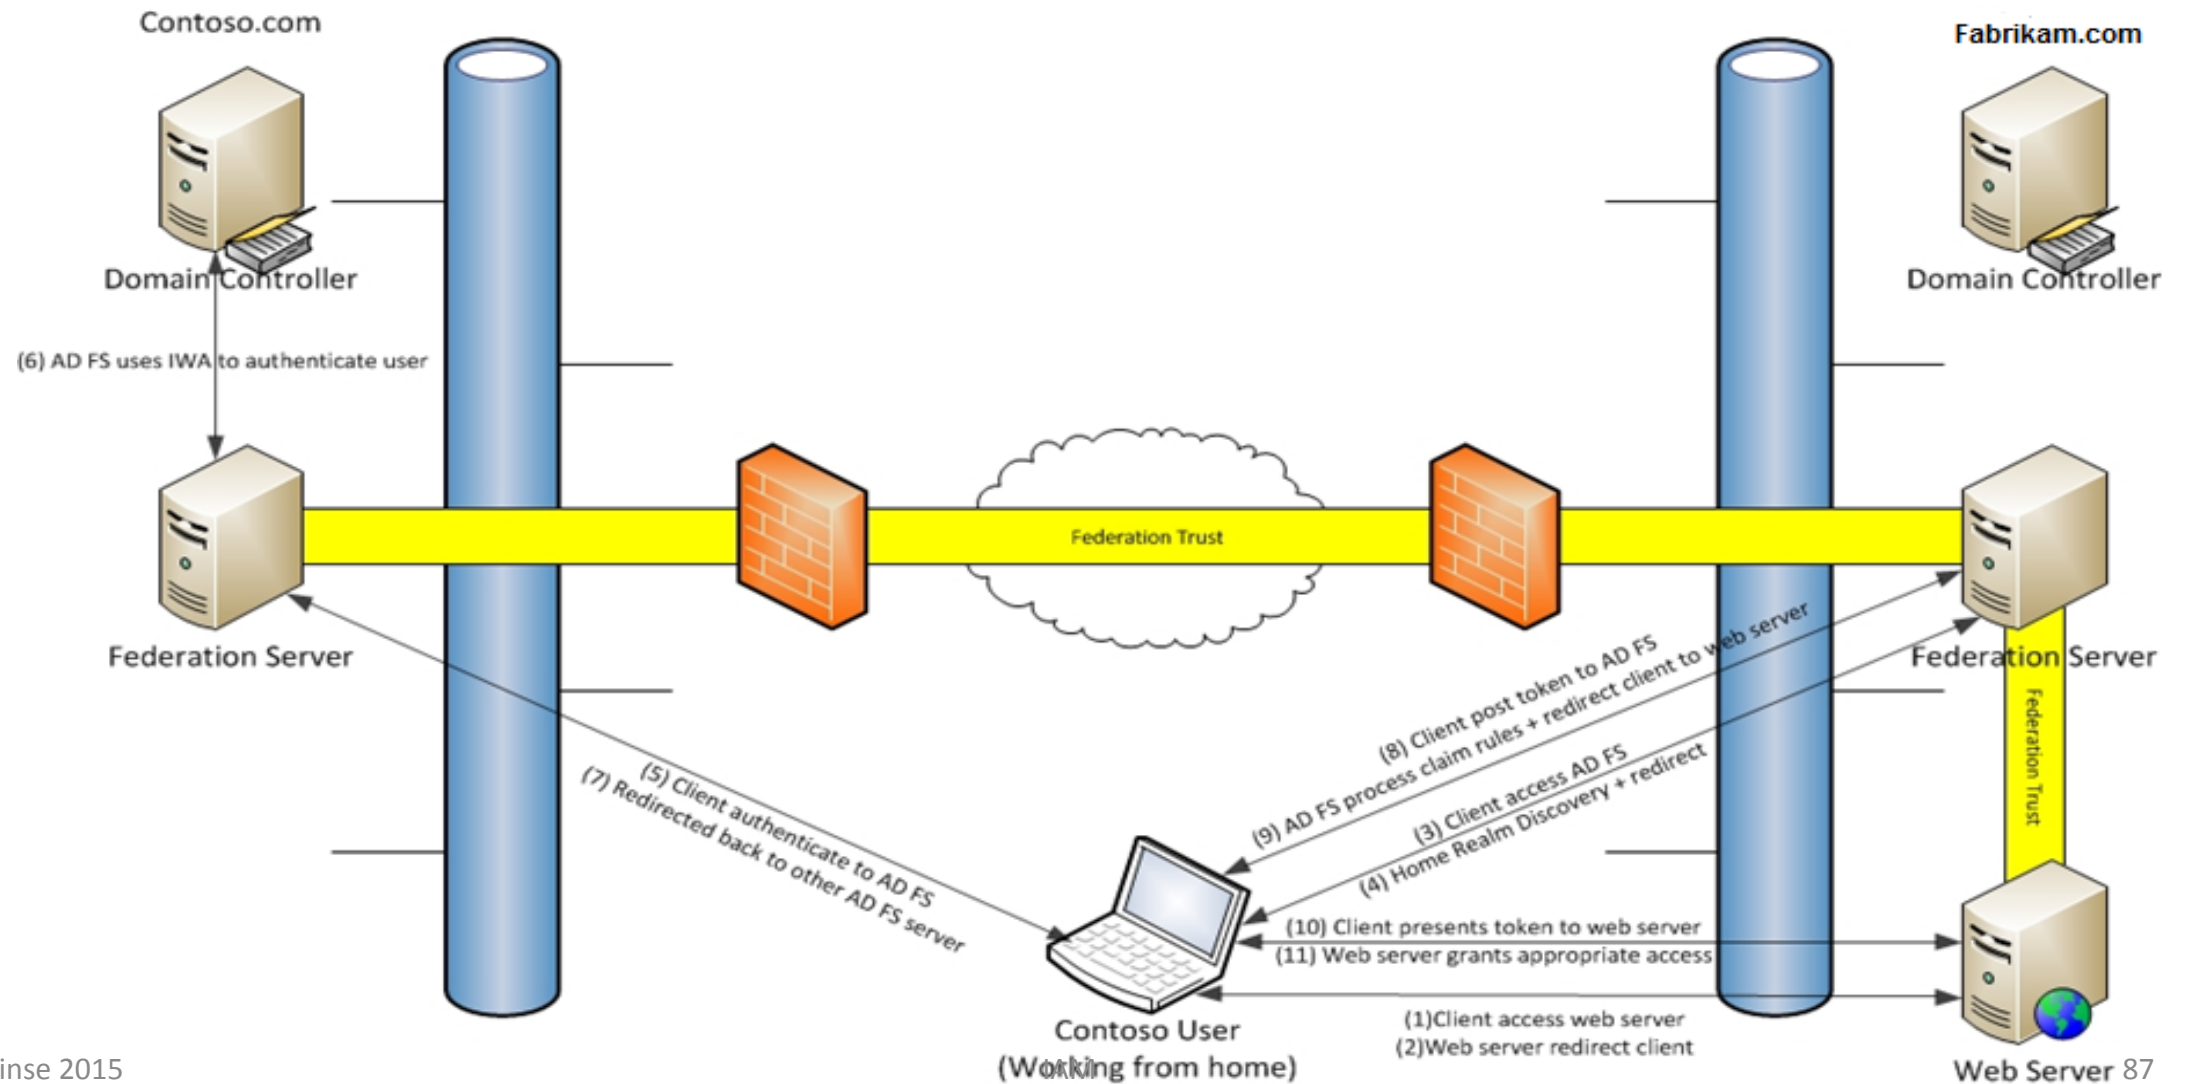 Contoso.com
Fabrikam.com
Domain Controller
Domain Controller
(6) AD FS uses IWA to authenticate user
Federation Trust
Federation Server
Federation Server
Federation Trust
(8) Client post token to AD FS
(9) AD FS process claim rules + redirect client to web server
(3) Client access AD FS
(4) Home Realm Discovery + redirect
(5) Client authenticate to AD FS
(7) Redirected back to other AD FS server
(10) Client presents token to web server
(11) Web server grants appropriate access
(1)Client access web server
(2)Web server redirect client
Contoso User
(Working from home)
Web Server
inse 2015
87